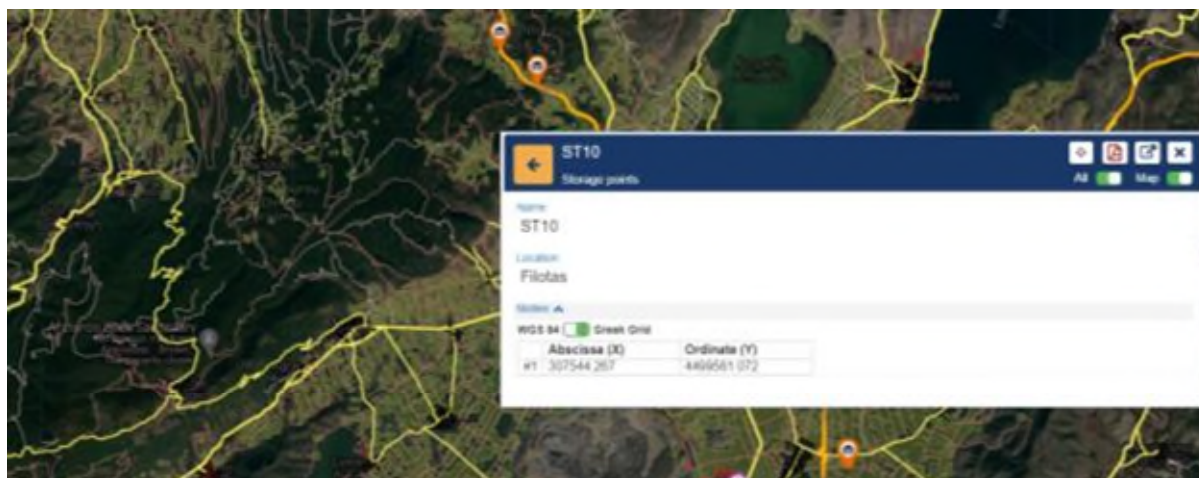 ST10
Storage points
All
Map
Name
ST10
Location
Filotas
Notes
WGS 84 Greek Grid
Abscissa (X) Ordinate (Y)
#1 307544.267 4499561.072